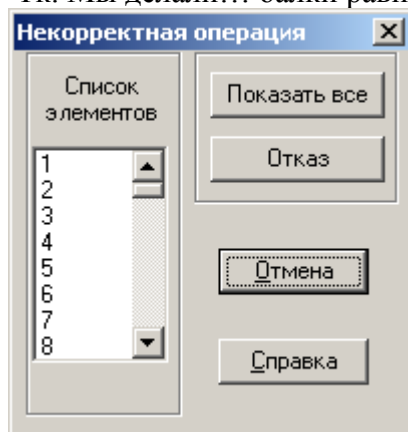 Некорректная операция
Список
элементов
1
2
3
4
5
6
7
8
Показать все
Отказ
Отмена
Справка